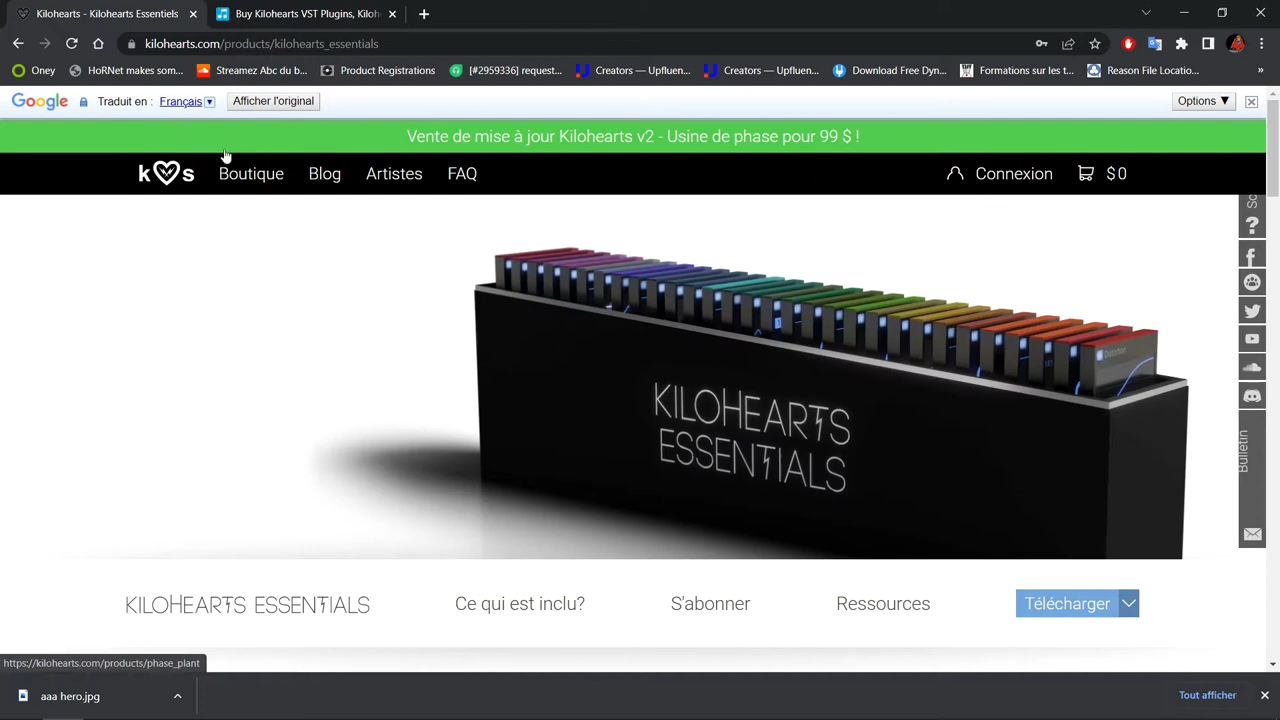 Kilohearts - Kilohearts Essentiels
Buy Kilohearts VST Plugins, Kiloh
kilohearts.com/products/kilohearts_essentials
Oney
HoRNet makes som...
Streamez Abc du b...
Product Registrations
[#2959336] request...
Creators — Upfluen...
Creators — Upfluen...
Download Free Dyn...
Formations sur les t...
Reason File Locatio...
»
Google Traduit en : Français Afficher l'original Options ▼
Vente de mise à jour Kilohearts v2 - Usine de phase pour 99 $ !
k s Boutique Blog Artistes FAQ Connexion $0
Sc
?
Distortion
KILOHEARTS
ESSENTIALS
Bulletin
KILOHEARTS ESSENTIALS Ce qui est inclu? S'abonner Ressources Télécharger
https://kilohearts.com/products/phase_plant
aaa hero.jpg Tout afficher